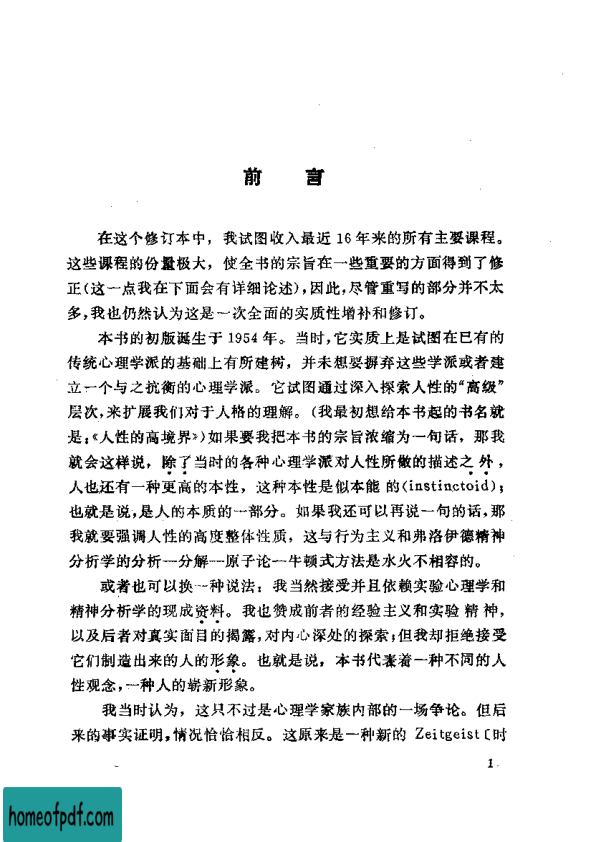 前 言
在这个修订本中，我试图收入最近 16 年来的所有主要课程。
这些课程的份量极大，使全书的宗旨在一些重要的方面得到了修
正(这一点我在下面会有详细论述)，因此，尽管重写的部分并不太
多，我也仍然认为这是一次全面的实质性增补和修订。
本书的初版诞生于 1954 年。当时，它实质上是试图在已有的
传统心理学派的基础上有所建树，并未想要摒弃这些学派或者建
立一个与之抗衡的心理学派。它试图通过深入探索人性的“高级”
层次，来扩展我们对于人格的理解。(我最初想给本书起的书名就
是：《人性的高境界》)如果要我把本书的宗旨浓缩为一句话，那我
就会这样说，除了当时的各种心理学派对人性所做的描述之外，
人也还有一种更高的本性，这种本性是似本能的(instinctoid)；
也就是说，是人的本质的一部分。如果我还可以再说一句的话，那
我就要强调人性的高度整体性质，这与行为主义和弗洛伊德精神
分析学的分析一分解一原子论一牛顿式方法是水火不相容的。
或者也可以换一种说法：我当然接受并且依赖实验心理学和
精神分析学的现成资料。我也赞成前者的经验主义和实验精神，
以及后者对真实面目的揭露，对内心深处的探索；但我却拒绝接受
它们制造出来的人的形象。也就是说，本书代表着一种不同的人
性观念，一种人的崭新形象。
我当时认为，这只不过是心理学家族内部的一场争论。但后
来的事实证明，情况恰恰相反。这原来是一种新的 Zeitgeist〔时
1
homeofpdf.com